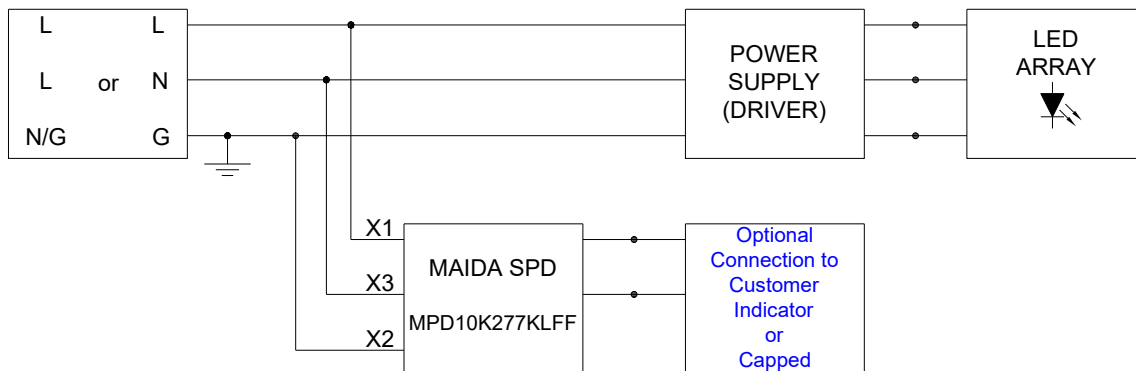 L L
L or N
N/G G
POWER
SUPPLY
(DRIVER)
LED
ARRAY
X1
X3
X2
MAIDA SPD
MPD10K277KLFF
Optional
Connection to
Customer
Indicator
or
Capped